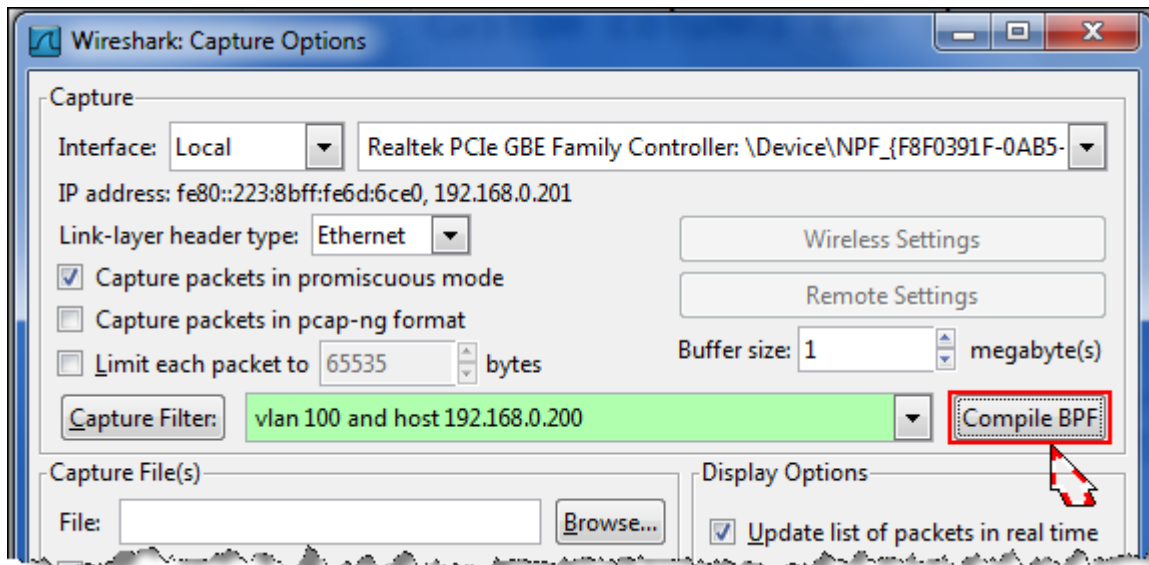 Wireshark: Capture Options
Capture
Interface: Local Realtek PCIe GBE Family Controller: \Device\NPF_{F8F0391F-0AB5-
IP address: fe80::223:8bff:fe6d:6ce0, 192.168.0.201
Link-layer header type: Ethernet
Wireless Settings
Capture packets in promiscuous mode
Remote Settings
Capture packets in pcap-ng format
Limit each packet to 65535 bytes
Buffer size: 1 megabyte(s)
Capture Filter: vlan 100 and host 192.168.0.200 Compile BPF
Capture File(s) Display Options
File: Browse...
Update list of packets in real time